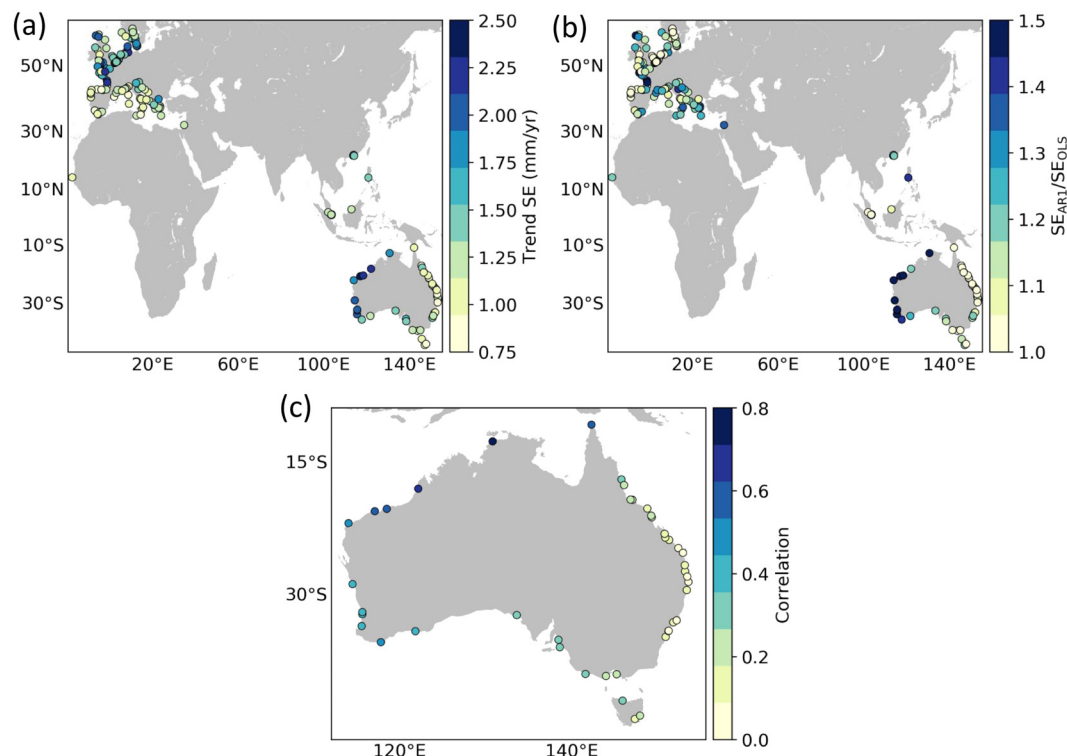 (a)
50°N
30°N
10°N
10°S
30°S
20°E 60°E 100°E 140°E
2.50
2.25
2.00
1.75
1.50
1.25
1.00
0.75
Trend SE (mm/yr)
(b)
50°N
30°N
10°N
10°S
30°S
20°E 60°E 100°E 140°E
1.5
1.4
1.3
1.2
1.1
1.0
SE_AR1/SE_OLS
(c)
15°S
30°S
120°E 140°E
0.8
0.6
0.4
0.2
0.0
Correlation